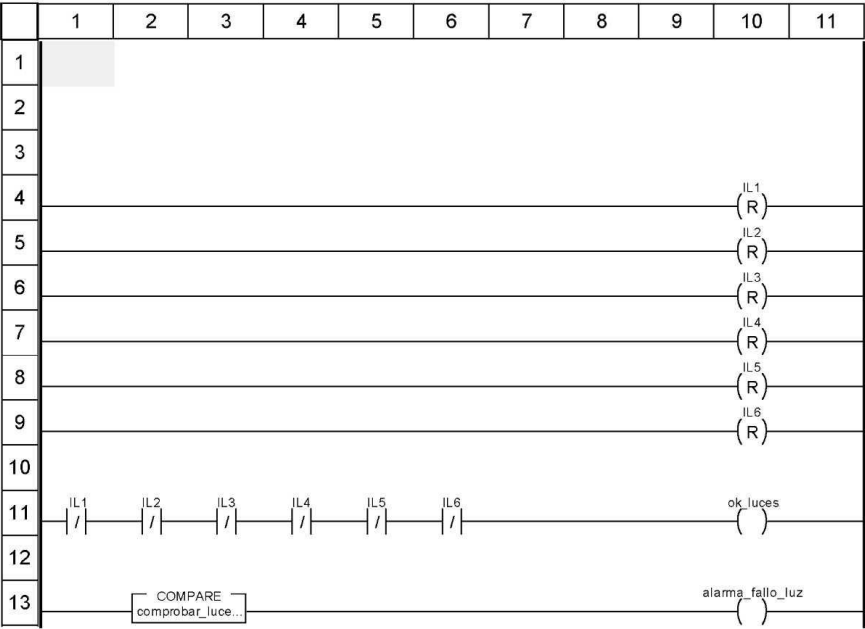 1 2 3 4 5 6 7 8 9 10 11
1
2
3
4 IL1
(R)
5 IL2
(R)
6 IL3
(R)
7 IL4
(R)
8 IL5
(R)
9 IL6
(R)
10
11 IL1 IL2 IL3 IL4 IL5 IL6 ok_luces
12
13 COMPARE alarma_fallo_luz
comprobar_luce...